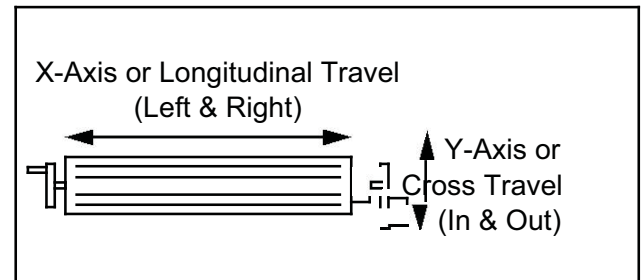 X-Axis or Longitudinal Travel
(Left & Right)
Y-Axis or
Cross Travel
(In & Out)